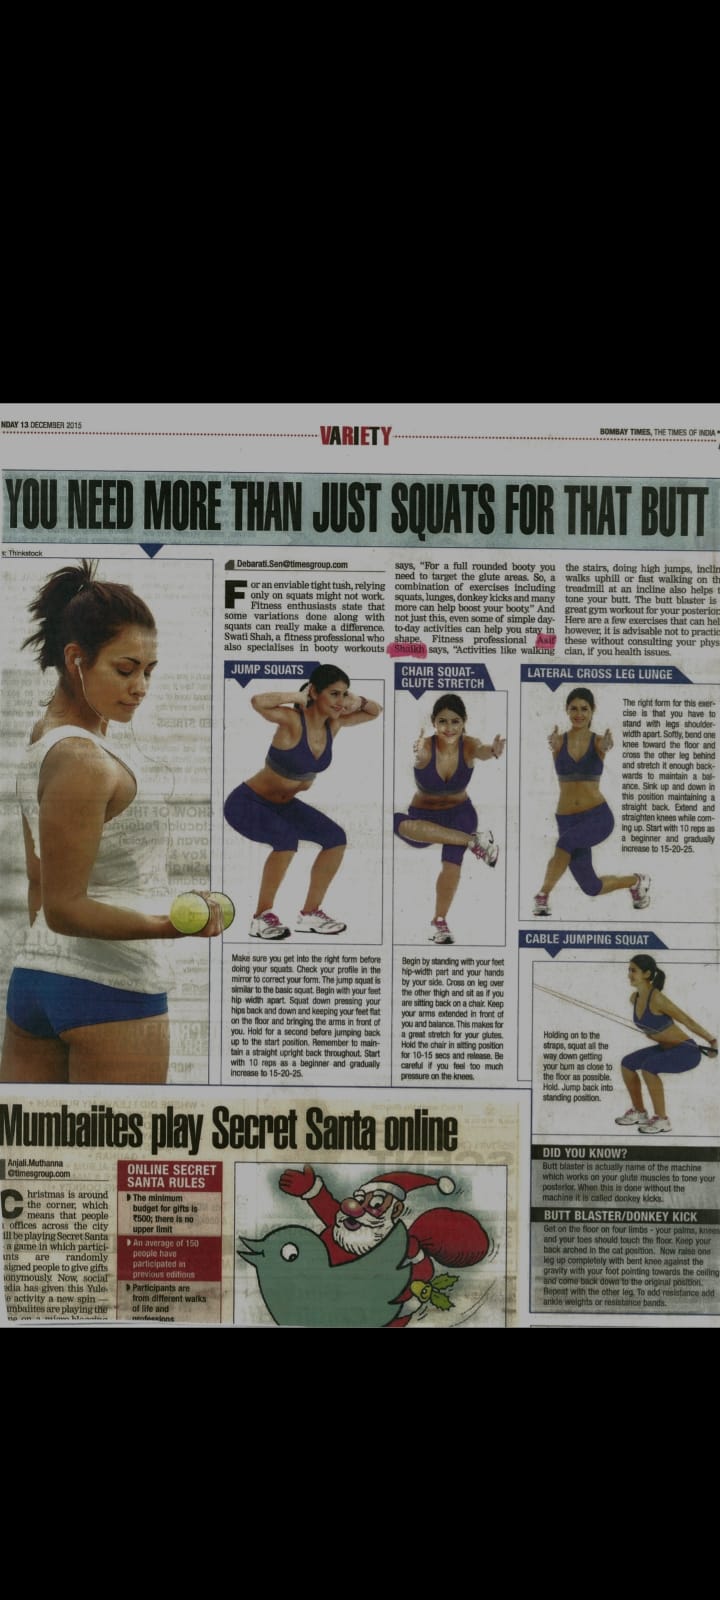 NDAY 13 DECEMBER 2015
VARIETY
BOMBAY TIMES, THE TIMES OF INDIA
YOU NEED MORE THAN JUST SQUATS FOR THAT BUTT
s: Thinkstock
Debarati.Sen@timesgroup.com
For an enviable tight tush, relying
only on squats might not work.
Fitness enthusiasts state that
some variations done along with
squats can really make a difference.
Swati Shah, a fitness professional who
also specialises in booty workouts
says, "For a full rounded booty you
need to target the glute areas. So, a
combination of exercises including
squats, lunges, donkey kicks and many
more can help boost your booty." And
not just this, even some of simple day-
to-day activities can help you stay in
shape. Fitness professional Asif
Shaikh says, "Activities like walking
the stairs, doing high jumps, inclin
walks uphill or fast walking on th
treadmill at an incline also helps t
tone your butt. The butt blaster is
great gym workout for your posterior.
Here are a few exercises that can hel
however, it is advisable not to practic
these without consulting your phys
cian, if you health issues.
JUMP SQUATS
Make sure you get into the right form before
doing your squats. Check your profile in the
mirror to correct your form. The jump squat is
similar to the basic squat. Begin with your feet
hip width apart. Squat down pressing your
hips back and down and keeping your feet flat
on the floor and bringing the arms in front of
you. Hold for a second before jumping back
up to the start position. Remember to main-
tain a straight upright back throughout. Start
with 10 reps as a beginner and gradually
increase to 15-20-25.
CHAIR SQUAT-
GLUTE STRETCH
Begin by standing with your feet
hip-width part and your hands
by your side. Cross on leg over
the other thigh and sit as if you
are sitting back on a chair. Keep
your arms extended in front of
you and balance. This makes for
a great stretch for your glutes.
Hold the chair in sitting position
for 10-15 secs and release. Be
careful if you feel too much
pressure on the knees.
LATERAL CROSS LEG LUNGE
The right form for this exer-
cise is that you have to
stand with legs shoulder-
width apart. Softly, bend one
knee toward the floor and
cross the other leg behind
and stretch it enough back-
wards to maintain a bal-
ance. Sink up and down in
this position maintaining a
straight back. Extend and
straighten knees while com-
ing up. Start with 10 reps as
a beginner and gradually
increase to 15-20-25.
CABLE JUMPING SQUAT
Holding on to the
straps, squat all the
way down getting
your bum as close to
the floor as possible.
Hold. Jump back into
standing position.
DID YOU KNOW?
Butt blaster is actually name of the machine
which works on your glute muscles to tone your
posterior. When this is done without the
machine it is called donkey kicks.
BUTT BLASTER/DONKEY KICK
Get on the floor on four limbs - your palms, knees
and your toes should touch the floor. Keep your
back arched in the cat position. Now raise one
leg up completely with bent knee against the
gravity with your foot pointing towards the ceiling
and come back down to the original position.
Repeat with the other leg. To add resistance add
ankle weights or resistance bands.
Mumbaiites play Secret Santa online
Anjali.Muthanna
@timesgroup.com
Christmas is around
the corner, which
means that people
offices across the city
ill be playing Secret Santa
a game in which partici-
nts are randomly
signed people to give gifts
onymously. Now, social
edia has given this Yule-
e activity a new spin —
umbaiites are playing the
ONLINE SECRET
SANTA RULES
The minimum
budget for gifts is
₹500; there is no
upper limit
An average of 150
people have
participated in
previous editions
Participants are
from different walks
of life and
professions